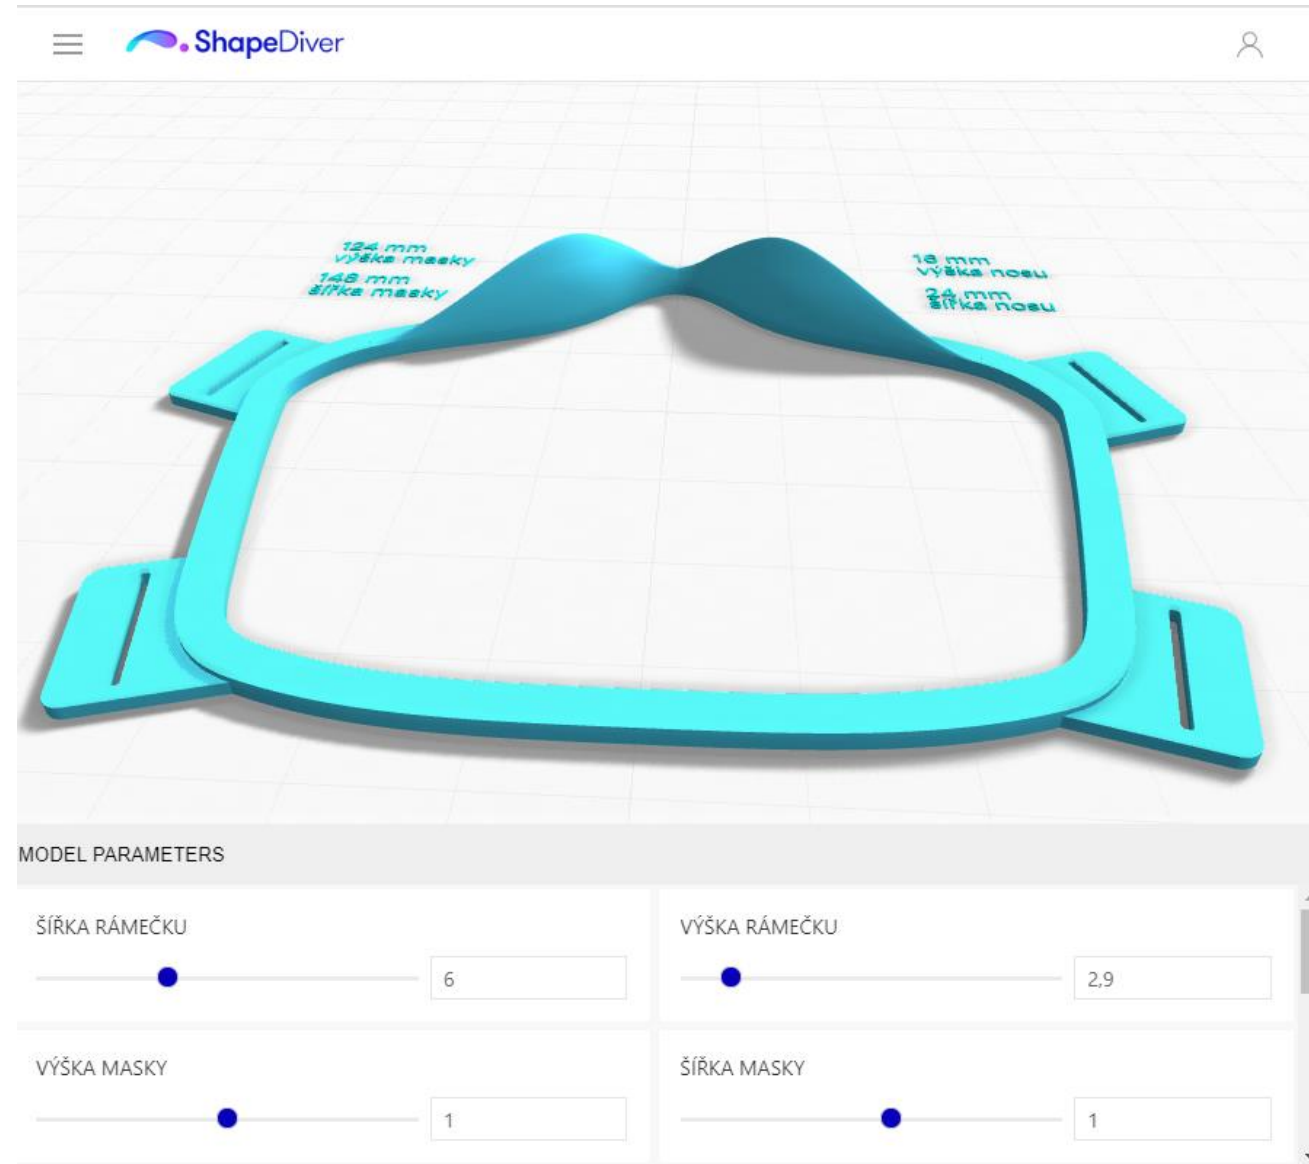 ShapeDiver
124 mm
výška masky
148 mm
šířka masky
16 mm
výška nosu
24 mm
šířka nosu
MODEL PARAMETERS
ŠÍŘKA RÁMEČKU
6
VÝŠKA RÁMEČKU
2,9
VÝŠKA MASKY
1
ŠÍŘKA MASKY
1